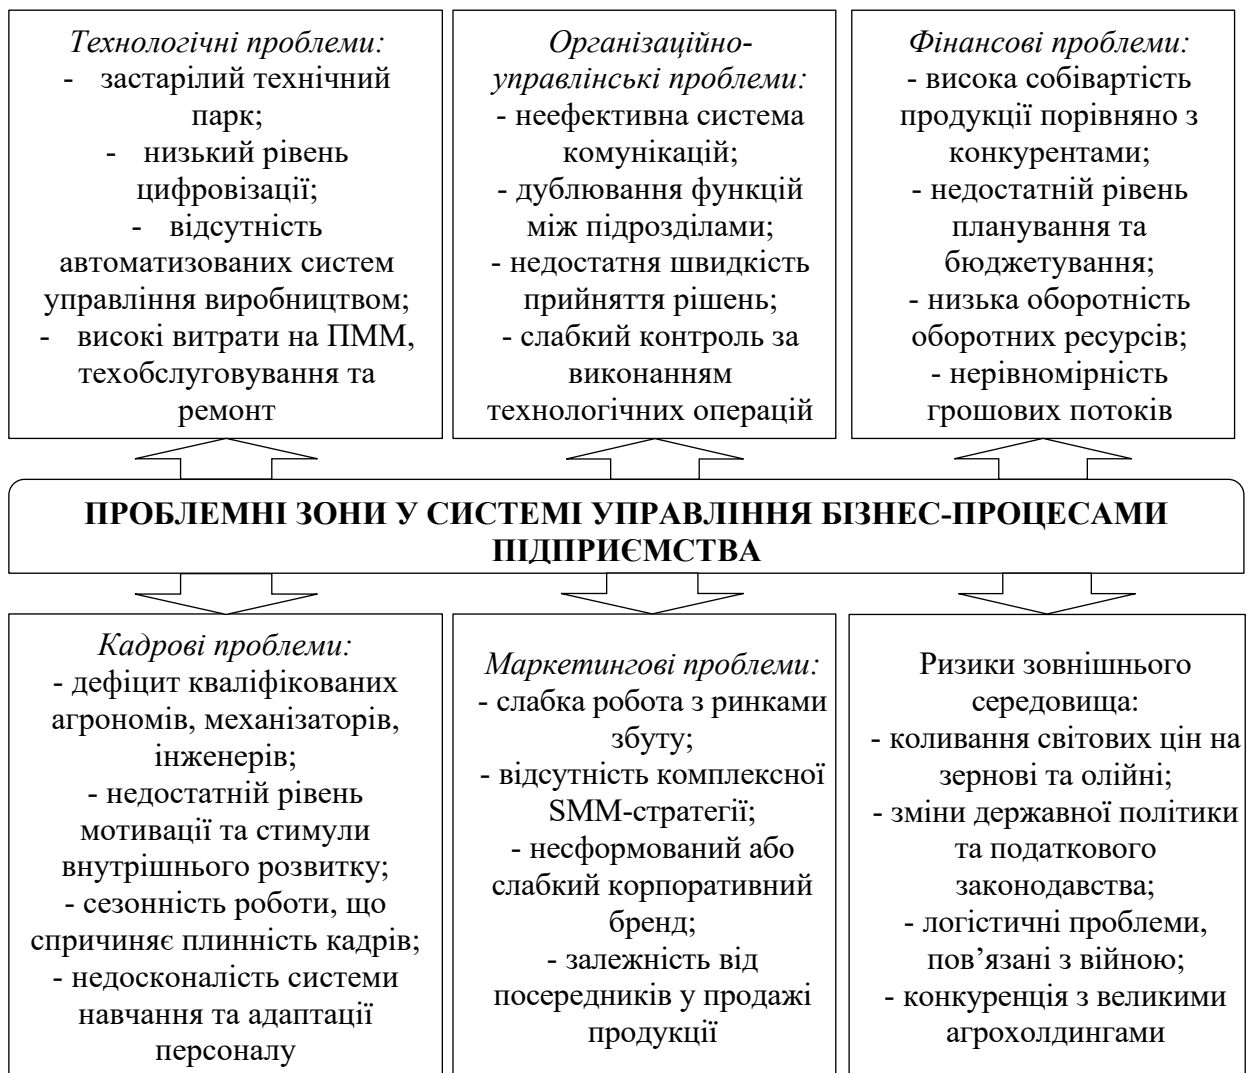 Технологічні проблеми:
- застарілий технічний
парк;
- низький рівень
цифровізації;
- відсутність
автоматизованих систем
управління виробництвом;
- високі витрати на ПММ,
техобслуговування та
ремонт
Організаційно-
управлінські проблеми:
- неефективна система
комунікацій;
- дублювання функцій
між підрозділами;
- недостатня швидкість
прийняття рішень;
- слабкий контроль за
виконанням
технологічних операцій
Фінансові проблеми:
- висока собівартість
продукції порівняно з
конкурентами;
- недостатній рівень
планування та
бюджетування;
- низька оборотність
оборотних ресурсів;
- нерівномірність
грошових потоків
ПРОБЛЕМНІ ЗОНИ У СИСТЕМІ УПРАВЛІННЯ БІЗНЕС-ПРОЦЕСАМИ
ПІДПРИЄМСТВА
Кадрові проблеми:
- дефіцит кваліфікованих
агрономів, механізаторів,
інженерів;
- недостатній рівень
мотивації та стимули
внутрішнього розвитку;
- сезонність роботи, що
спричиняє плинність кадрів;
- недосконалість системи
навчання та адаптації
персоналу
Маркетингові проблеми:
- слабка робота з ринками
збуту;
- відсутність комплексної
SMM-стратегії;
- несформований або
слабкий корпоративний
бренд;
- залежність від
посередників у продажі
продукції
Ризики зовнішнього
середовища:
- коливання світових цін на
зернові та олійні;
- зміни державної політики
та податкового
законодавства;
- логістичні проблеми,
пов’язані з війною;
- конкуренція з великими
агрохолдингами